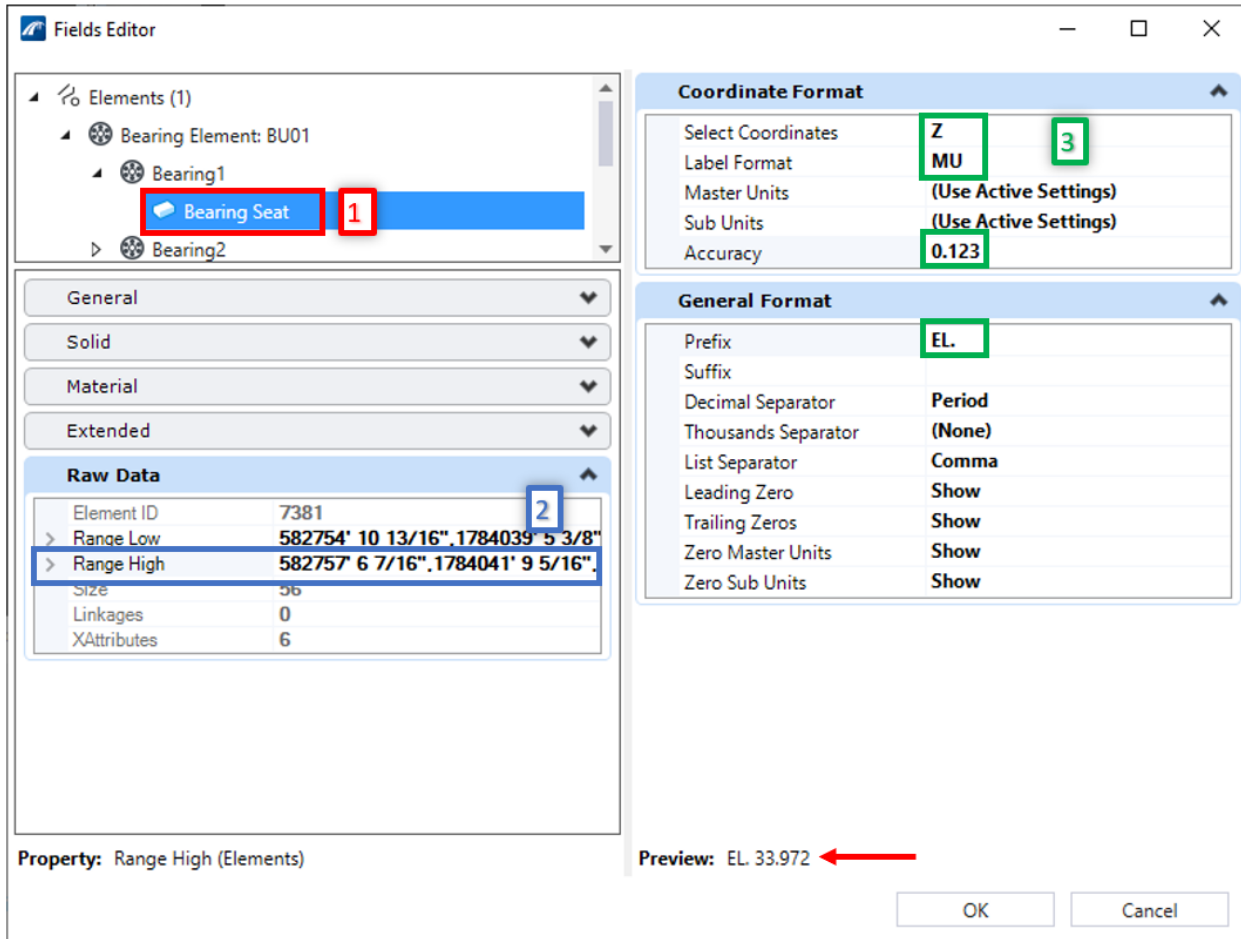 Fields Editor
Elements (1)
Bearing Element: BU01
Bearing1
Bearing Seat 1
Bearing2
General
Solid
Material
Extended
Raw Data
2
Element ID 7381
Range Low 582754' 10 13/16",1784039' 5 3/8"
Range High 582757' 6 7/16",1784041' 9 5/16",
Size 56
Linkages 0
XAttributes 6
Property: Range High (Elements)
Coordinate Format
Select Coordinates Z
3
Label Format MU
Master Units (Use Active Settings)
Sub Units (Use Active Settings)
Accuracy 0.123
General Format
Prefix EL.
Suffix
Decimal Separator Period
Thousands Separator (None)
List Separator Comma
Leading Zero Show
Trailing Zeros Show
Zero Master Units Show
Zero Sub Units Show
Preview: EL. 33.972
OK Cancel